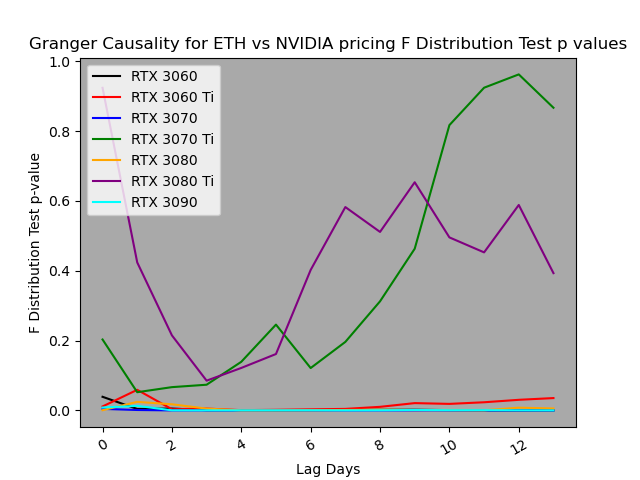 Granger Causality for ETH vs NVIDIA pricing F Distribution Test p values
1.0
0.8
0.6
0.4
0.2
0.0
F Distribution Test p-value
RTX 3060
RTX 3060 Ti
RTX 3070
RTX 3070 Ti
RTX 3080
RTX 3080 Ti
RTX 3090
0
2
4
6
8
10
12
Lag Days